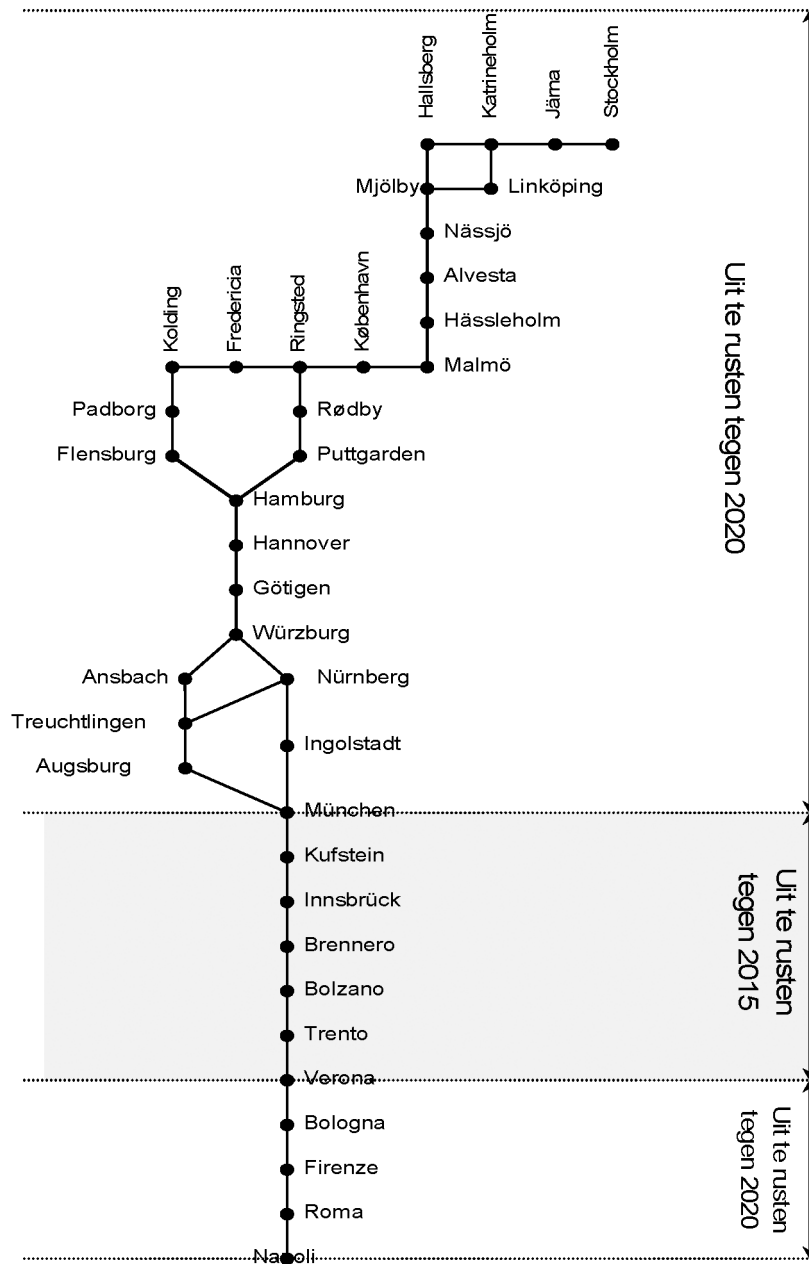 Hallsberg
Katrineholm
Järna
Stockholm
Mjölby
Linköping
Nässjö
Alvesta
Hässleholm
Malmö
Kolding
Fredericia
Ringsted
København
Padborg
Rødby
Flensburg
Puttgarden
Hamburg
Hannover
Götigen
Würzburg
Ansbach
Nürnberg
Treuchtlingen
Ingolstadt
Augsburg
München
Kufstein
Innsbrück
Brennero
Bolzano
Trento
Verona
Bologna
Firenze
Roma
Napoli
Uit te rusten tegen 2020
Uit te rusten
tegen 2015
Uit te rusten
tegen 2020